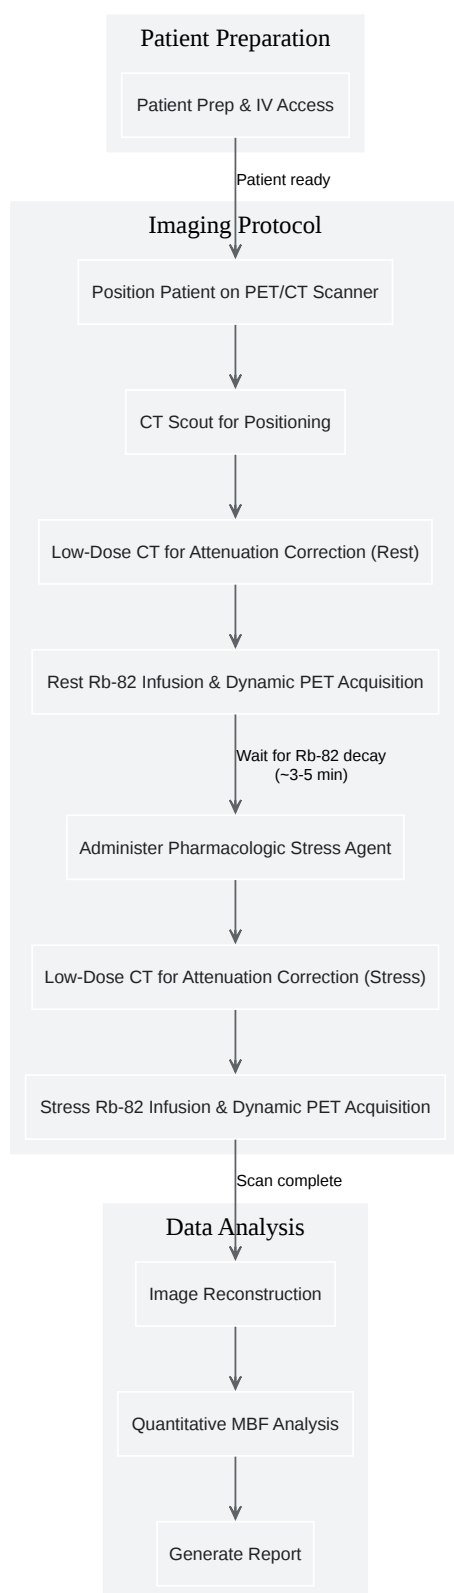 Patient Preparation
Patient Prep & IV Access
Patient ready
Imaging Protocol
Position Patient on PET/CT Scanner
CT Scout for Positioning
Low-Dose CT for Attenuation Correction (Rest)
Rest Rb-82 Infusion & Dynamic PET Acquisition
Wait for Rb-82 decay
(~3-5 min)
Administer Pharmacologic Stress Agent
Low-Dose CT for Attenuation Correction (Stress)
Stress Rb-82 Infusion & Dynamic PET Acquisition
Scan complete
Data Analysis
Image Reconstruction
Quantitative MBF Analysis
Generate Report